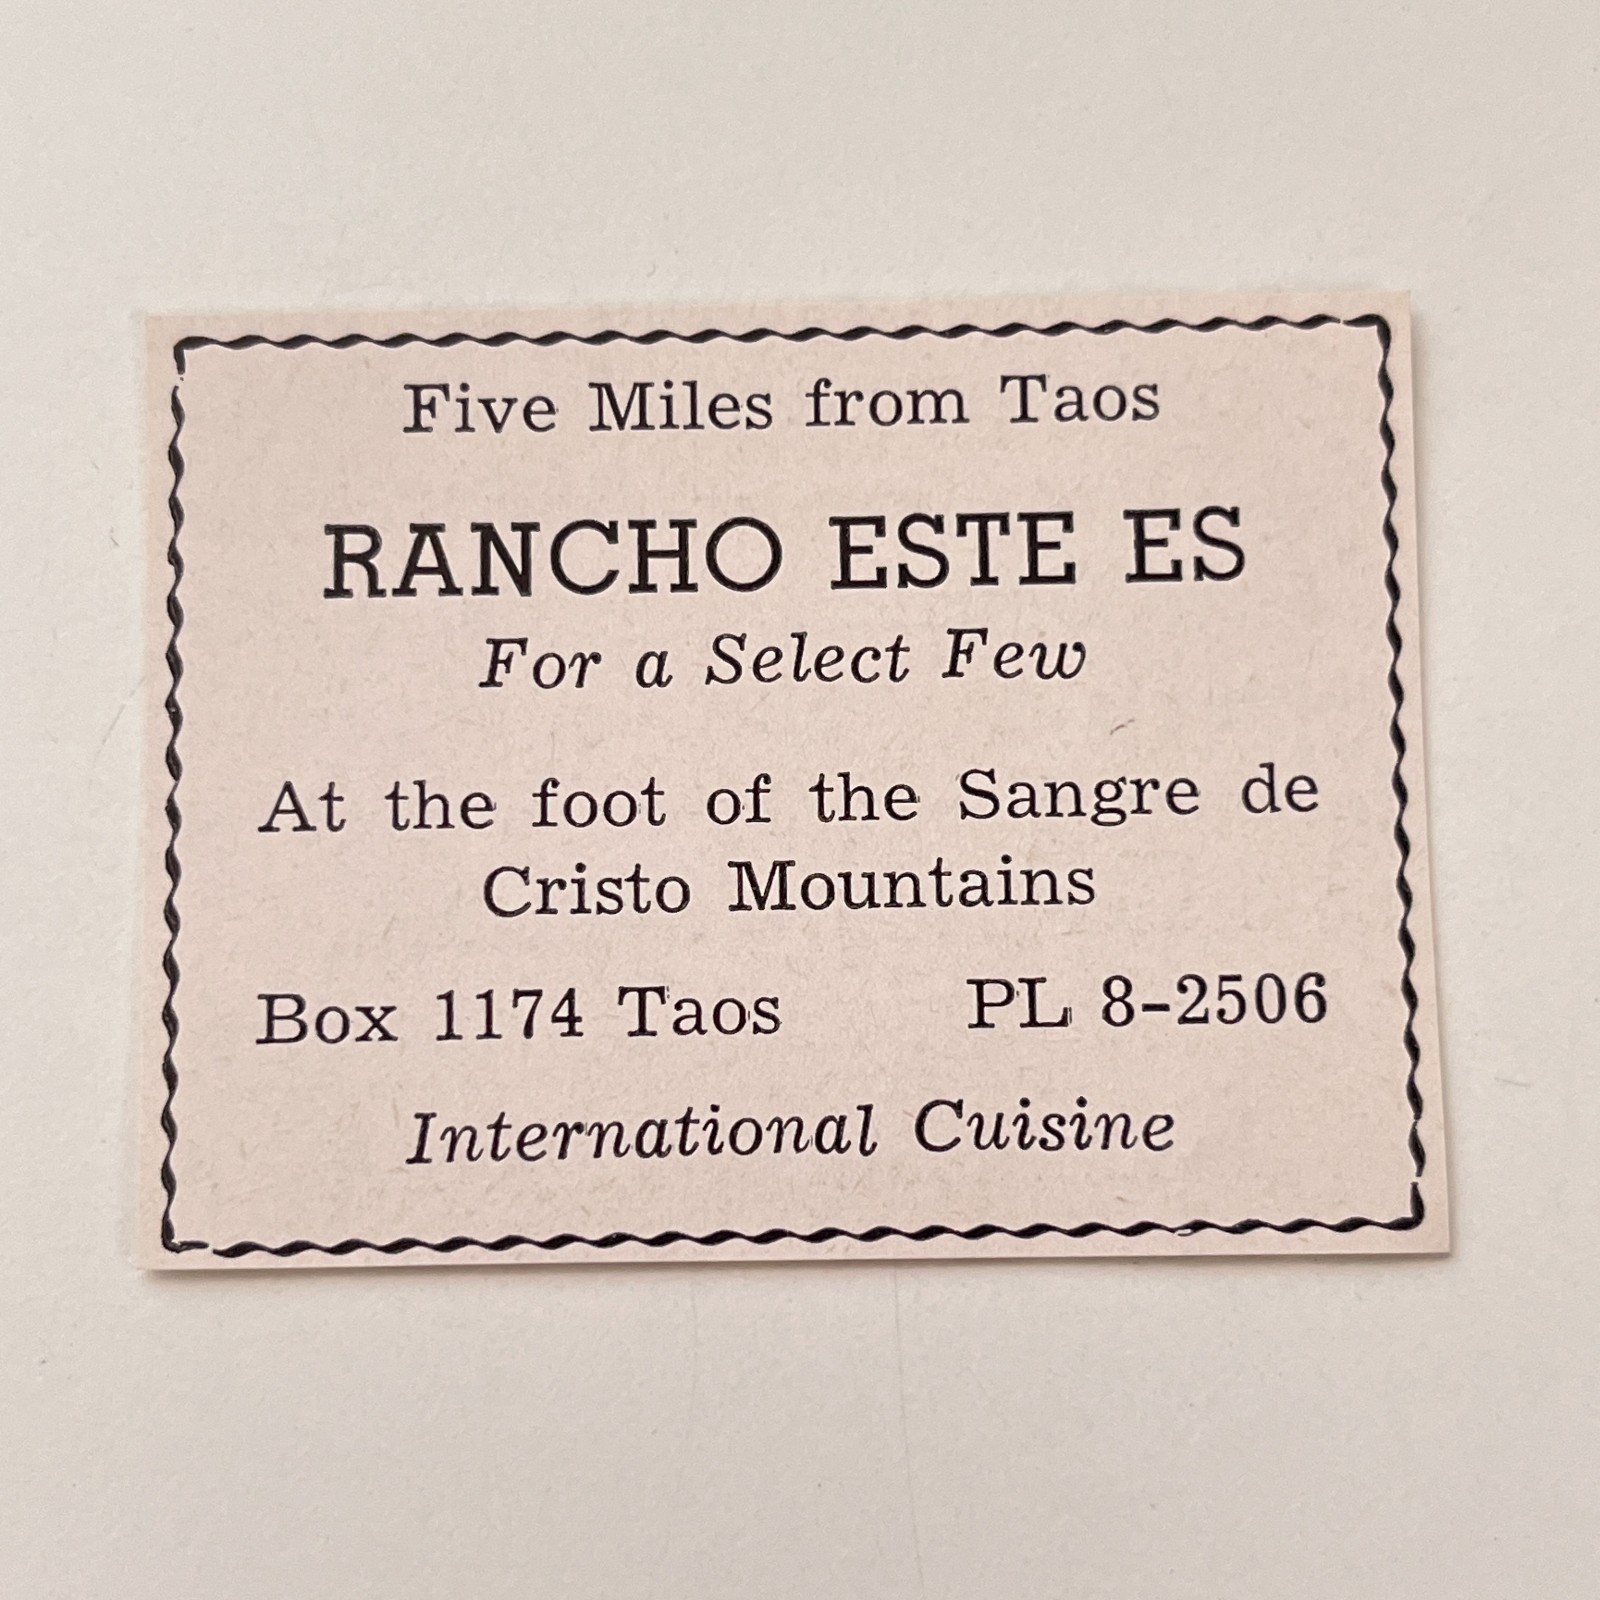 Five Miles from Taos
RANCHO ESTE ES
For a Select Few
At the foot of the Sangre de
Cristo Mountains
Box 1174 Taos PL 8-2506
International Cuisine